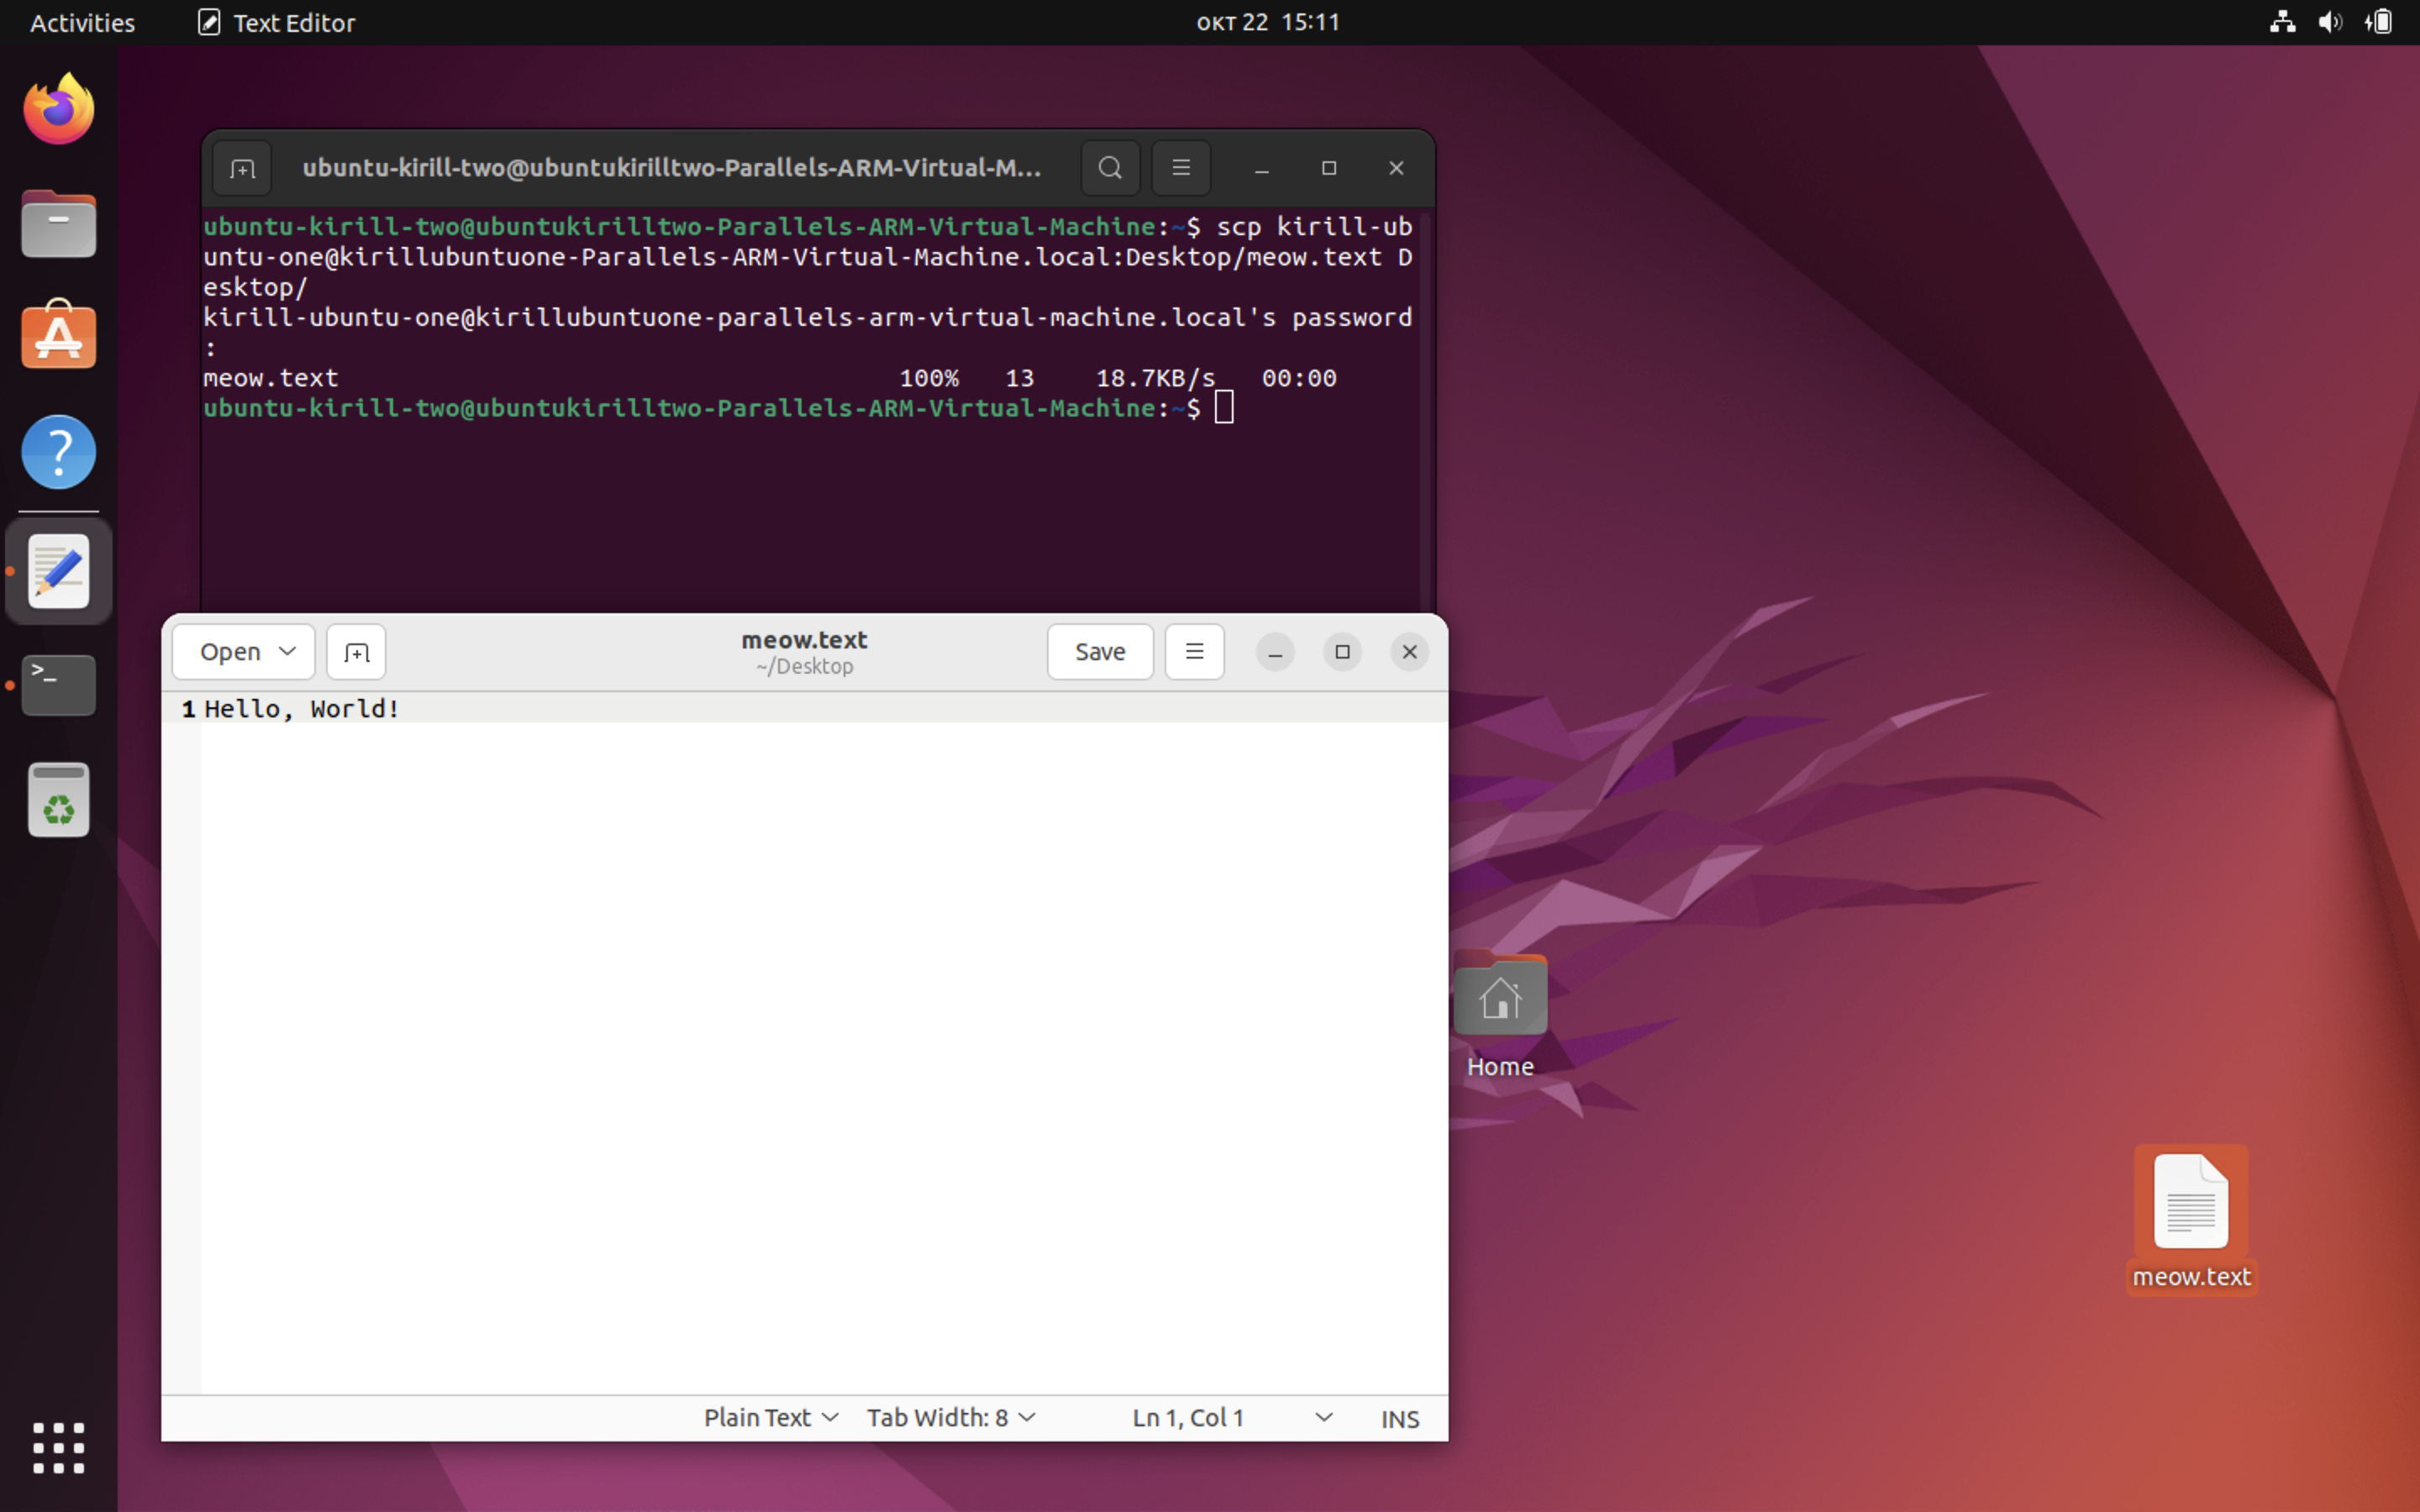 Activities Text Editor окт 22 15:11
ubuntu-kirill-two@ubuntukirilltwo-Parallels-ARM-Virtual-M...
ubuntu-kirill-two@ubuntukirilltwo-Parallels-ARM-Virtual-Machine:~$ scp kirill-ub
untu-one@kirillubuntuone-Parallels-ARM-Virtual-Machine.local:Desktop/meow.text D
esktop/
kirill-ubuntu-one@kirillubuntuone-parallels-arm-virtual-machine.local's password
:
meow.text 100% 13 18.7KB/s 00:00
ubuntu-kirill-two@ubuntukirilltwo-Parallels-ARM-Virtual-Machine:~$
Open meow.text Save
~/Desktop
1 Hello, World!
Plain Text Tab Width: 8 Ln 1, Col 1 INS
Home
meow.text